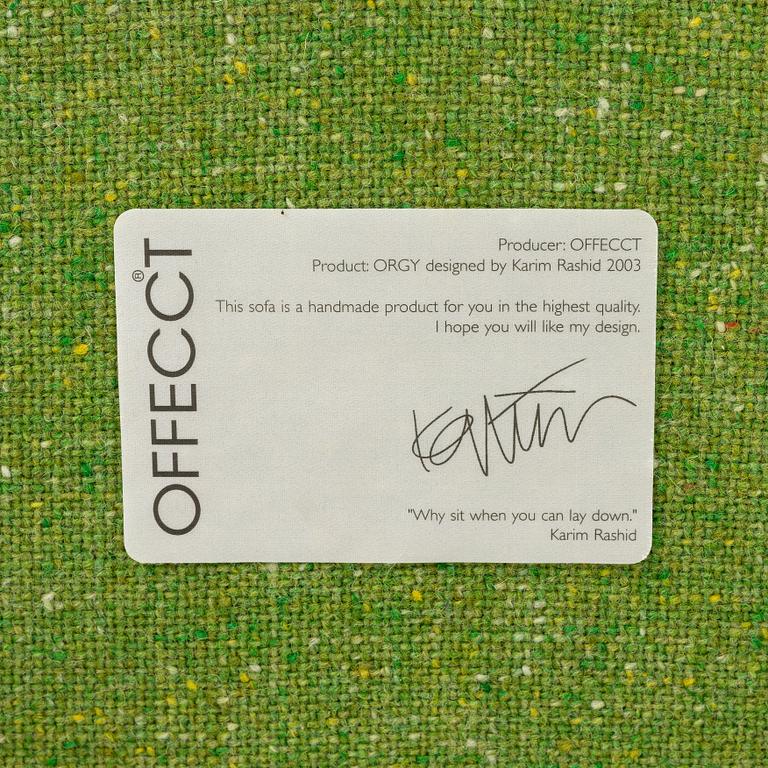 OFFECCT®
Producer: OFFECCT
Product: ORGY designed by Karim Rashid 2003
This sofa is a handmade product for you in the highest quality.
I hope you will like my design.
Karim
"Why sit when you can lay down."
Karim Rashid